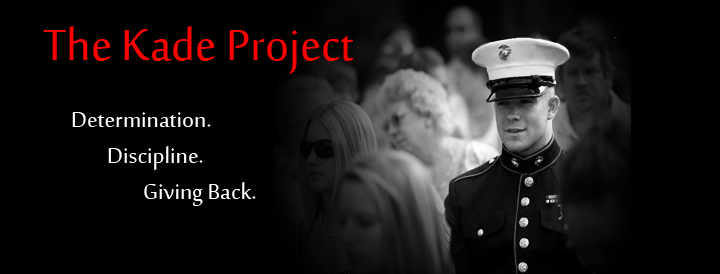 The Kade Project
Determination.
Discipline.
Giving Back.